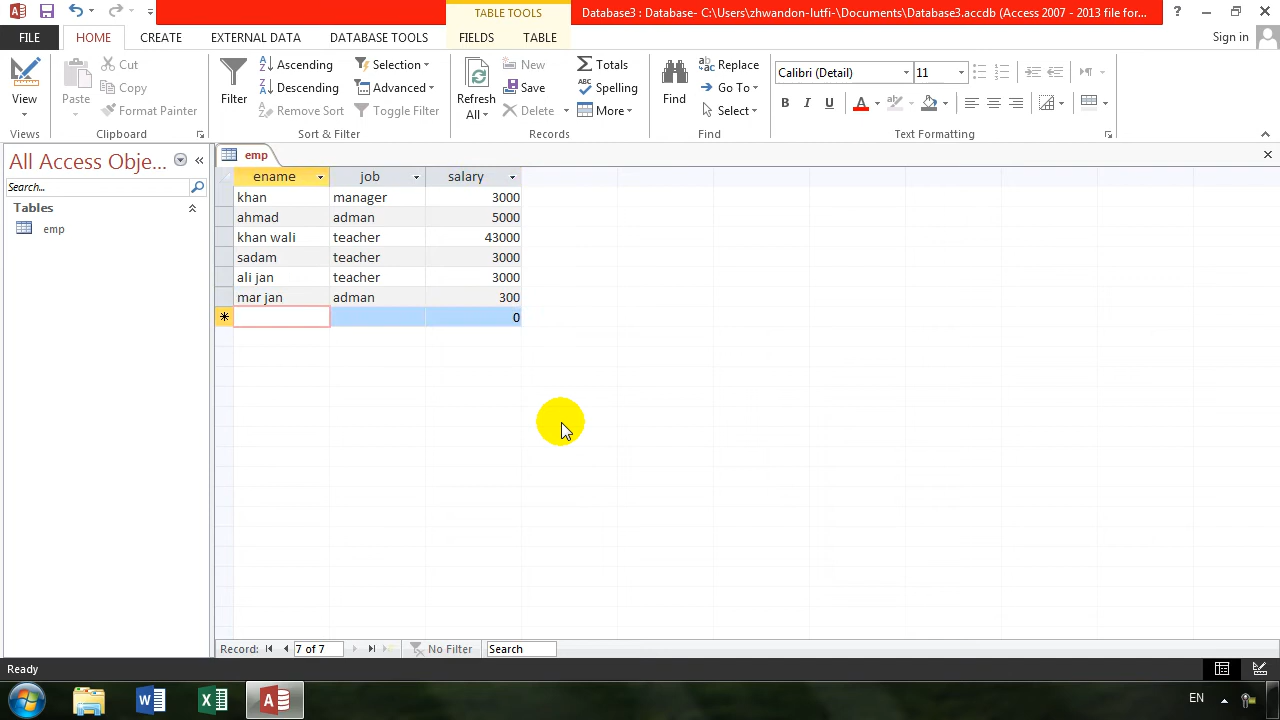 TABLE TOOLS
Database3 : Database- C:\Users\zhwandon-lutfi-\Documents\Database3.accdb (Access 2007 - 2013 file for...
?
FILE HOME CREATE EXTERNAL DATA DATABASE TOOLS FIELDS TABLE Sign in
View
Views
Paste
Cut
Copy
Format Painter
Clipboard
Filter
Ascending
Descending
Remove Sort
Selection
Advanced
Toggle Filter
Sort & Filter
Refresh
All
New
Save
Delete
Totals
Spelling
More
Records
Find
Replace
Go To
Select
Find
Calibri (Detail) 11
B I U A
Text Formatting
All Access Obje...
Search...
Tables
emp
emp
ename job salary
khan manager 3000
ahmad adman 5000
khan wali teacher 43000
sadam teacher 3000
ali jan teacher 3000
mar jan adman 300
* 0
Record: 7 of 7 No Filter Search
Ready
EN